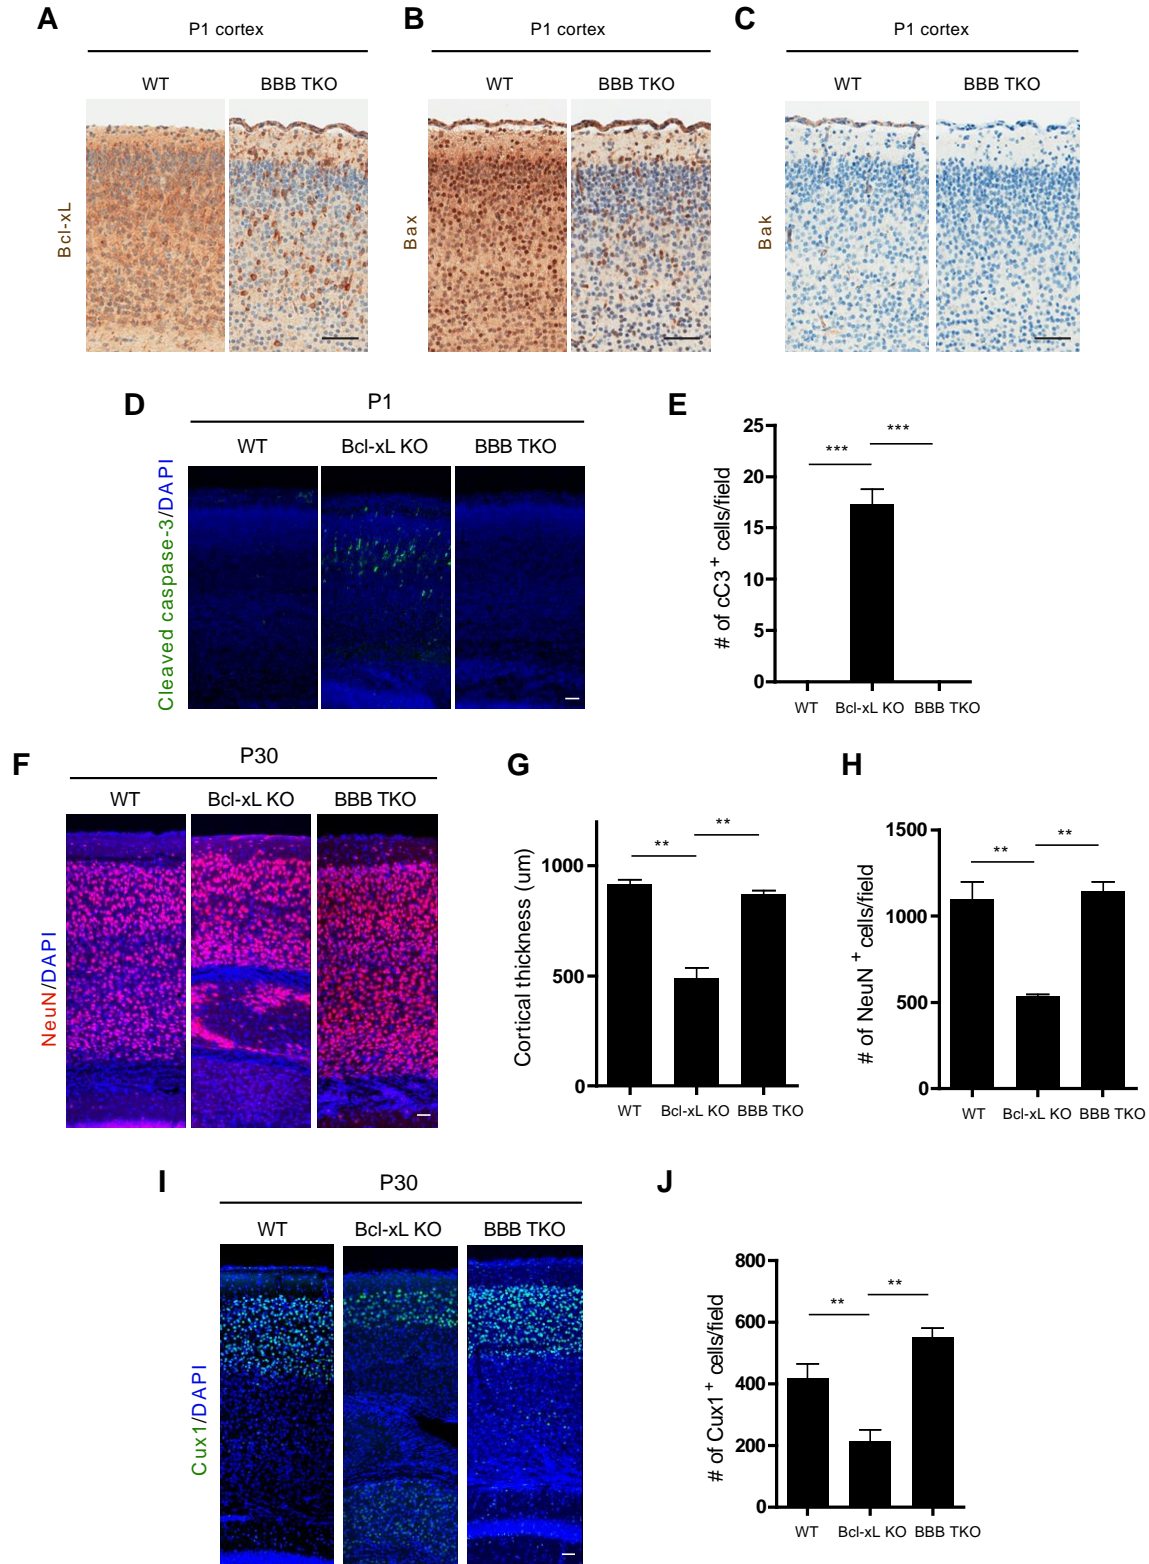 A
P1 cortex
WT BBB TKO
Bcl-xL
B
P1 cortex
WT BBB TKO
Bax
C
P1 cortex
WT BBB TKO
Bak
D
P1
WT Bcl-xL KO BBB TKO
Cleaved caspase-3/DAPI
E
# of cC3+ cells/field
25
20
15
10
5
0
*** ***
WT Bcl-xL KO BBB TKO
F
P30
WT Bcl-xL KO BBB TKO
NeuN/DAPI
G
Cortical thickness (um)
1000
500
0
** **
WT Bcl-xL KO BBB TKO
H
# of NeuN+ cells/field
1500
1000
500
0
** **
WT Bcl-xL KO BBB TKO
I
P30
WT Bcl-xL KO BBB TKO
Cux1/DAPI
J
# of Cux1+ cells/field
800
600
400
200
0
** **
WT Bcl-xL KO BBB TKO